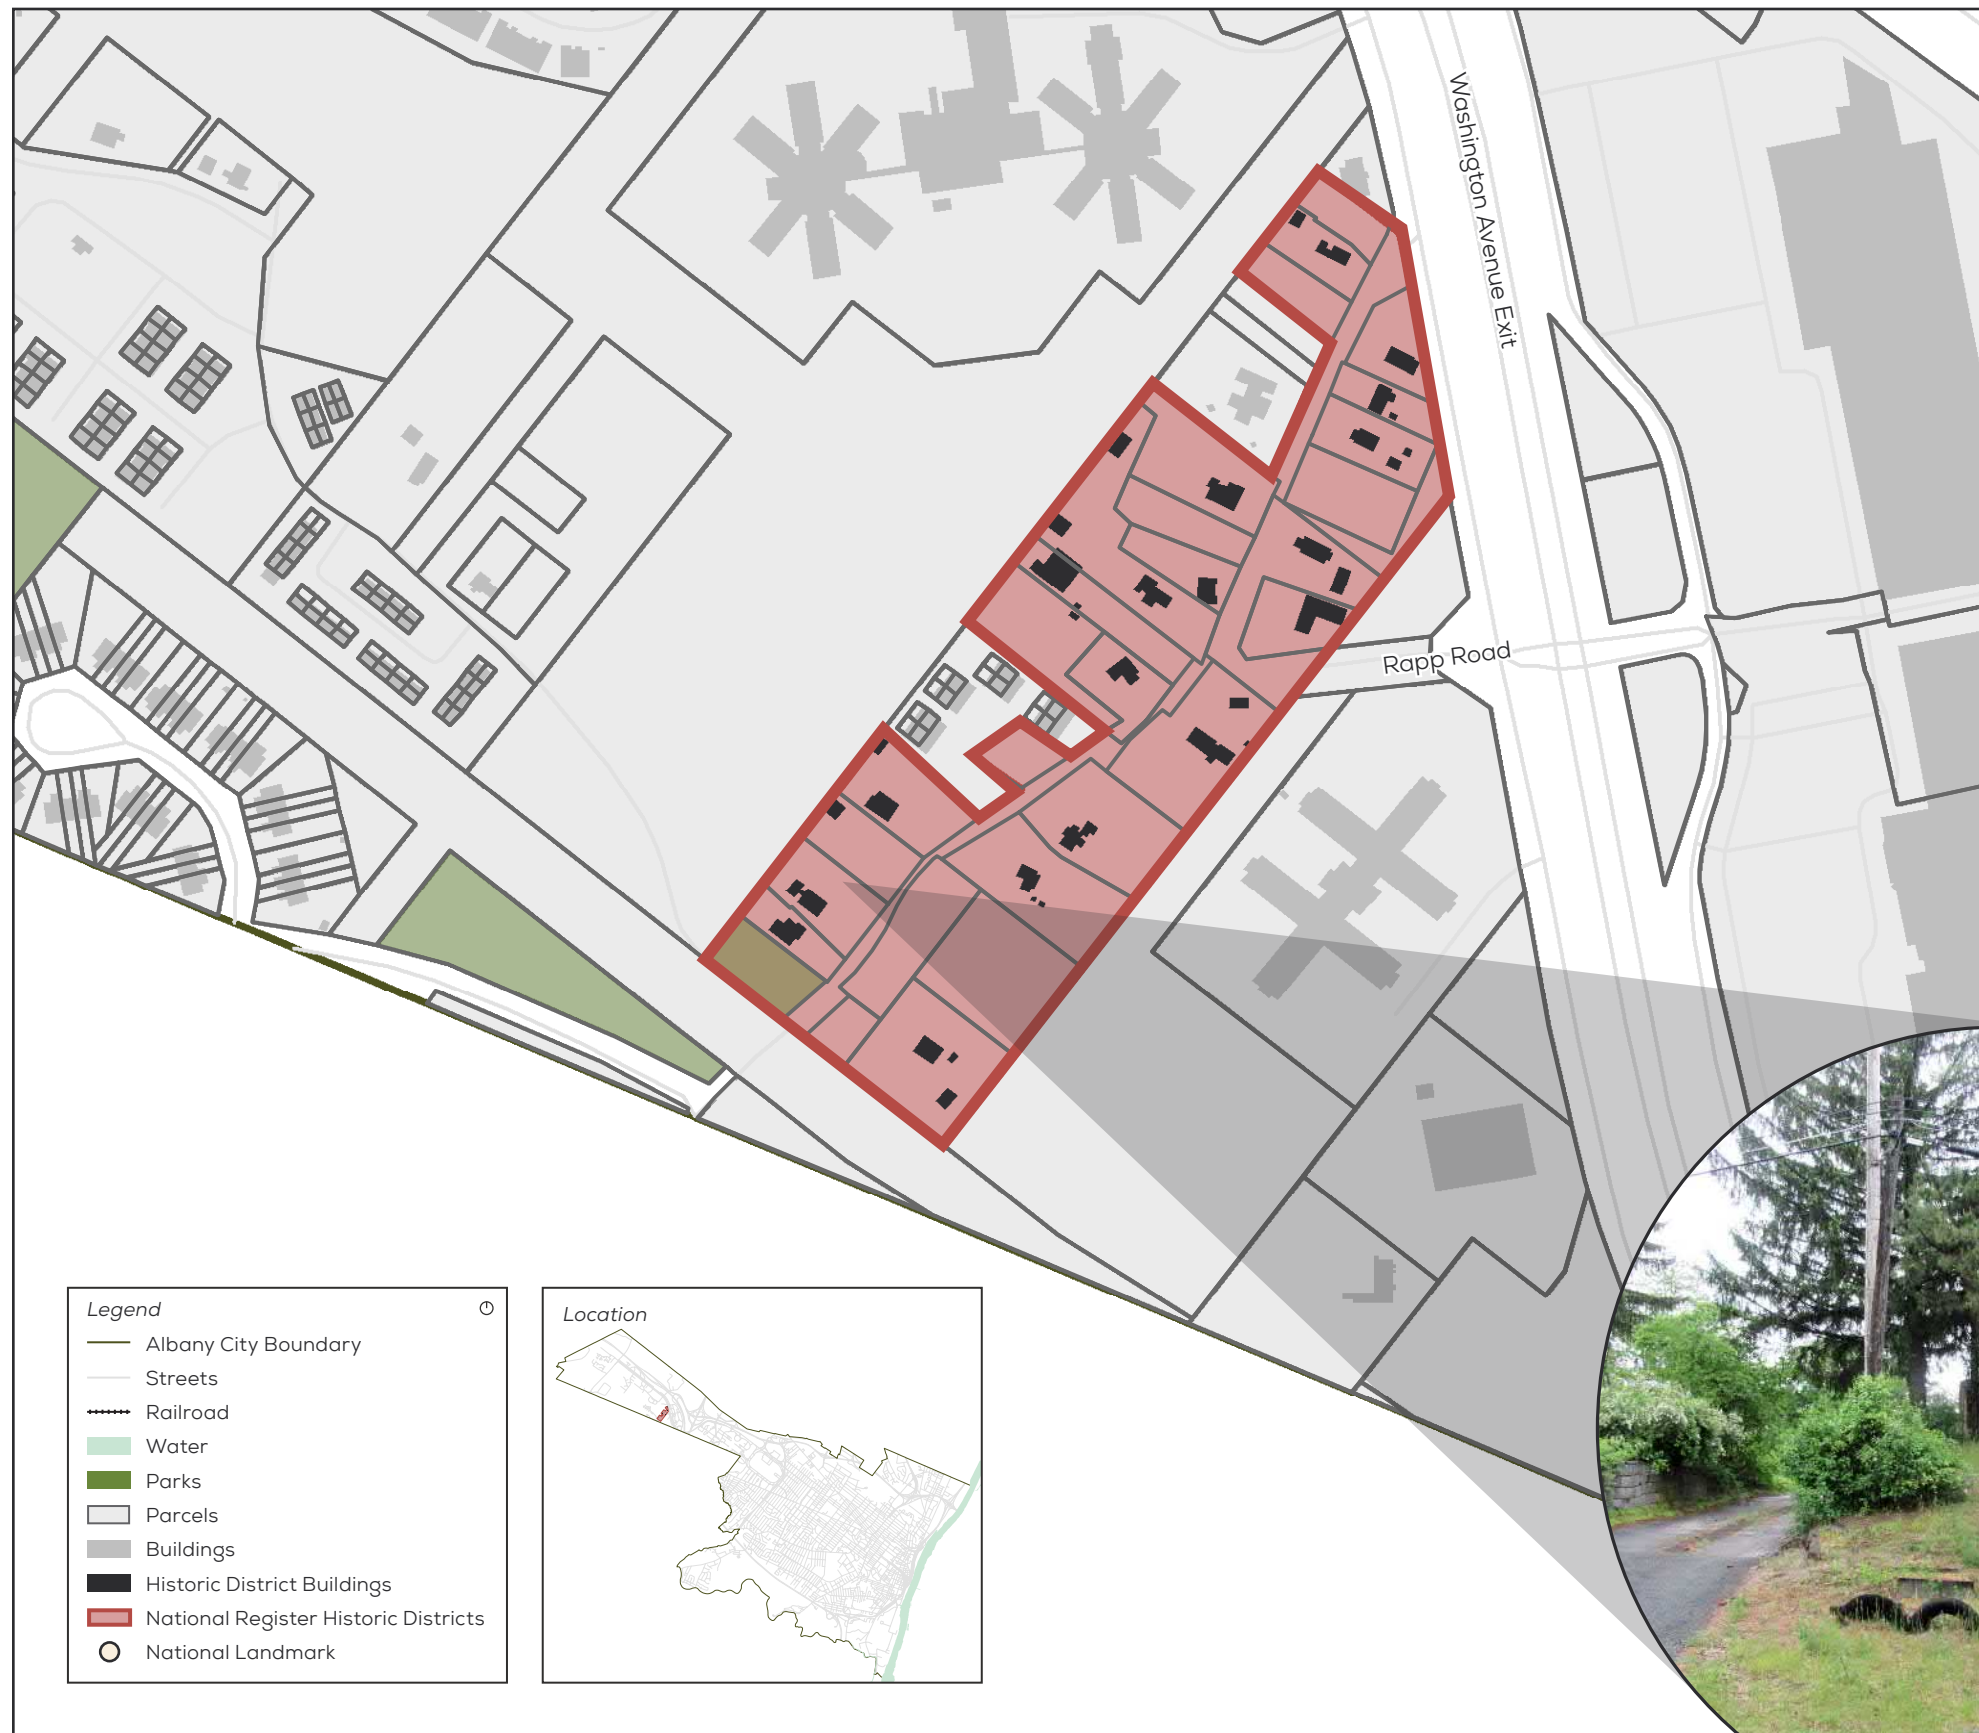 Washington Avenue Exit
Rapp Road
Legend
Albany City Boundary
Streets
Railroad
Water
Parks
Parcels
Buildings
Historic District Buildings
National Register Historic Districts
National Landmark
Location